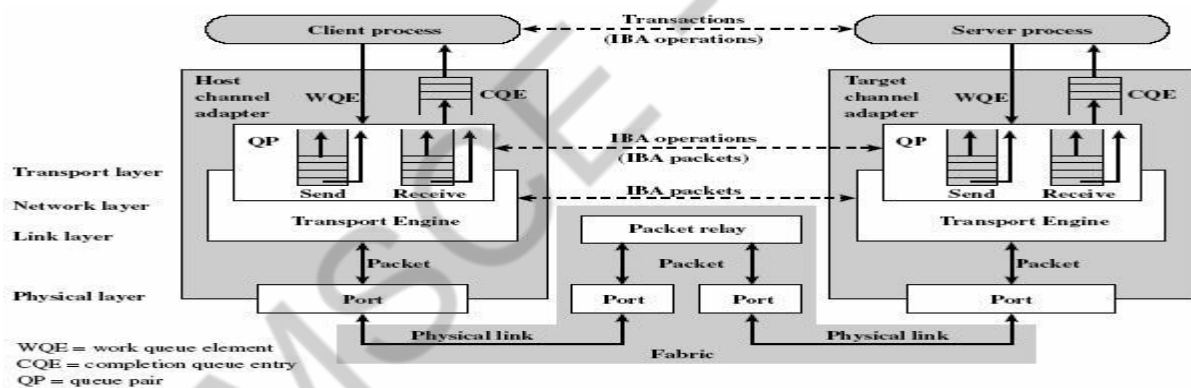 Client process
Transactions
(IBA operations)
Server process
Host
channel
adapter
WQE
CQE
Target
channel
adapter
WQE
CQE
QP
IBA operations
(IBA packets)
QP
Transport layer
Send
Receive
IBA packets
Send
Receive
Network layer
Transport Engine
Packet relay
Transport Engine
Link layer
Packet
Packet
Packet
Physical layer
Port
Port
Port
Port
Physical link
Physical link
Fabric
WQE = work queue element
CQE = completion queue entry
QP = queue pair
MSCE